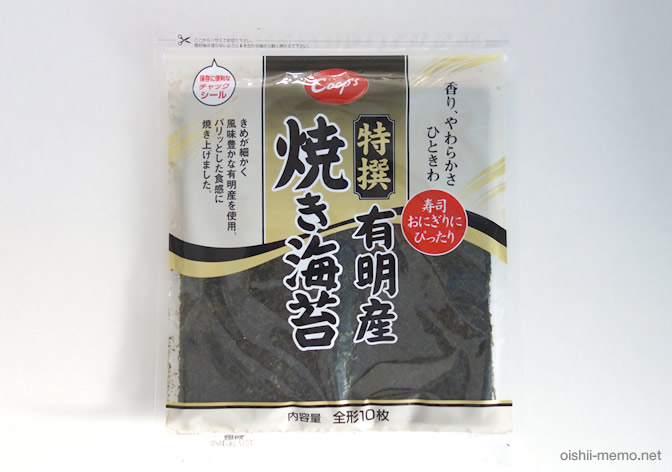 保存に便利な
チャック
シール
Coop's
香り、やわらかさ
ひときわ
特撰
有明産
焼き海苔
寿司
おにぎりに
ぴったり
きめが細かく
風味豊かな有明産を使用。
パリッとした食感に
焼き上げました。
内容量 全形10枚
oishii-memo.net